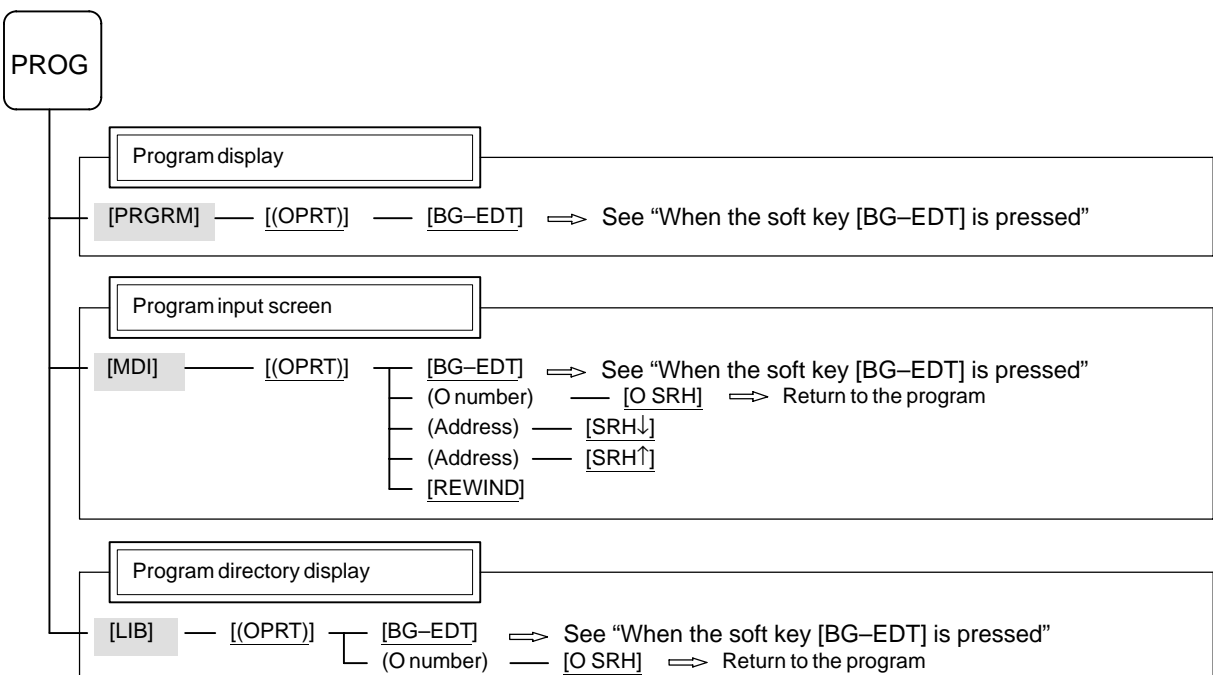 PROG
Program display
[PRGRM] [(OPRT)] [BG–EDT] ⇒ See “When the soft key [BG–EDT] is pressed”
Program input screen
[MDI] [(OPRT)] [BG–EDT] ⇒ See “When the soft key [BG–EDT] is pressed”
(O number) [O SRH] ⇒ Return to the program
(Address) [SRH↓]
(Address) [SRH↑]
[REWIND]
Program directory display
[LIB] [(OPRT)] [BG–EDT] ⇒ See “When the soft key [BG–EDT] is pressed”
(O number) [O SRH] ⇒ Return to the program